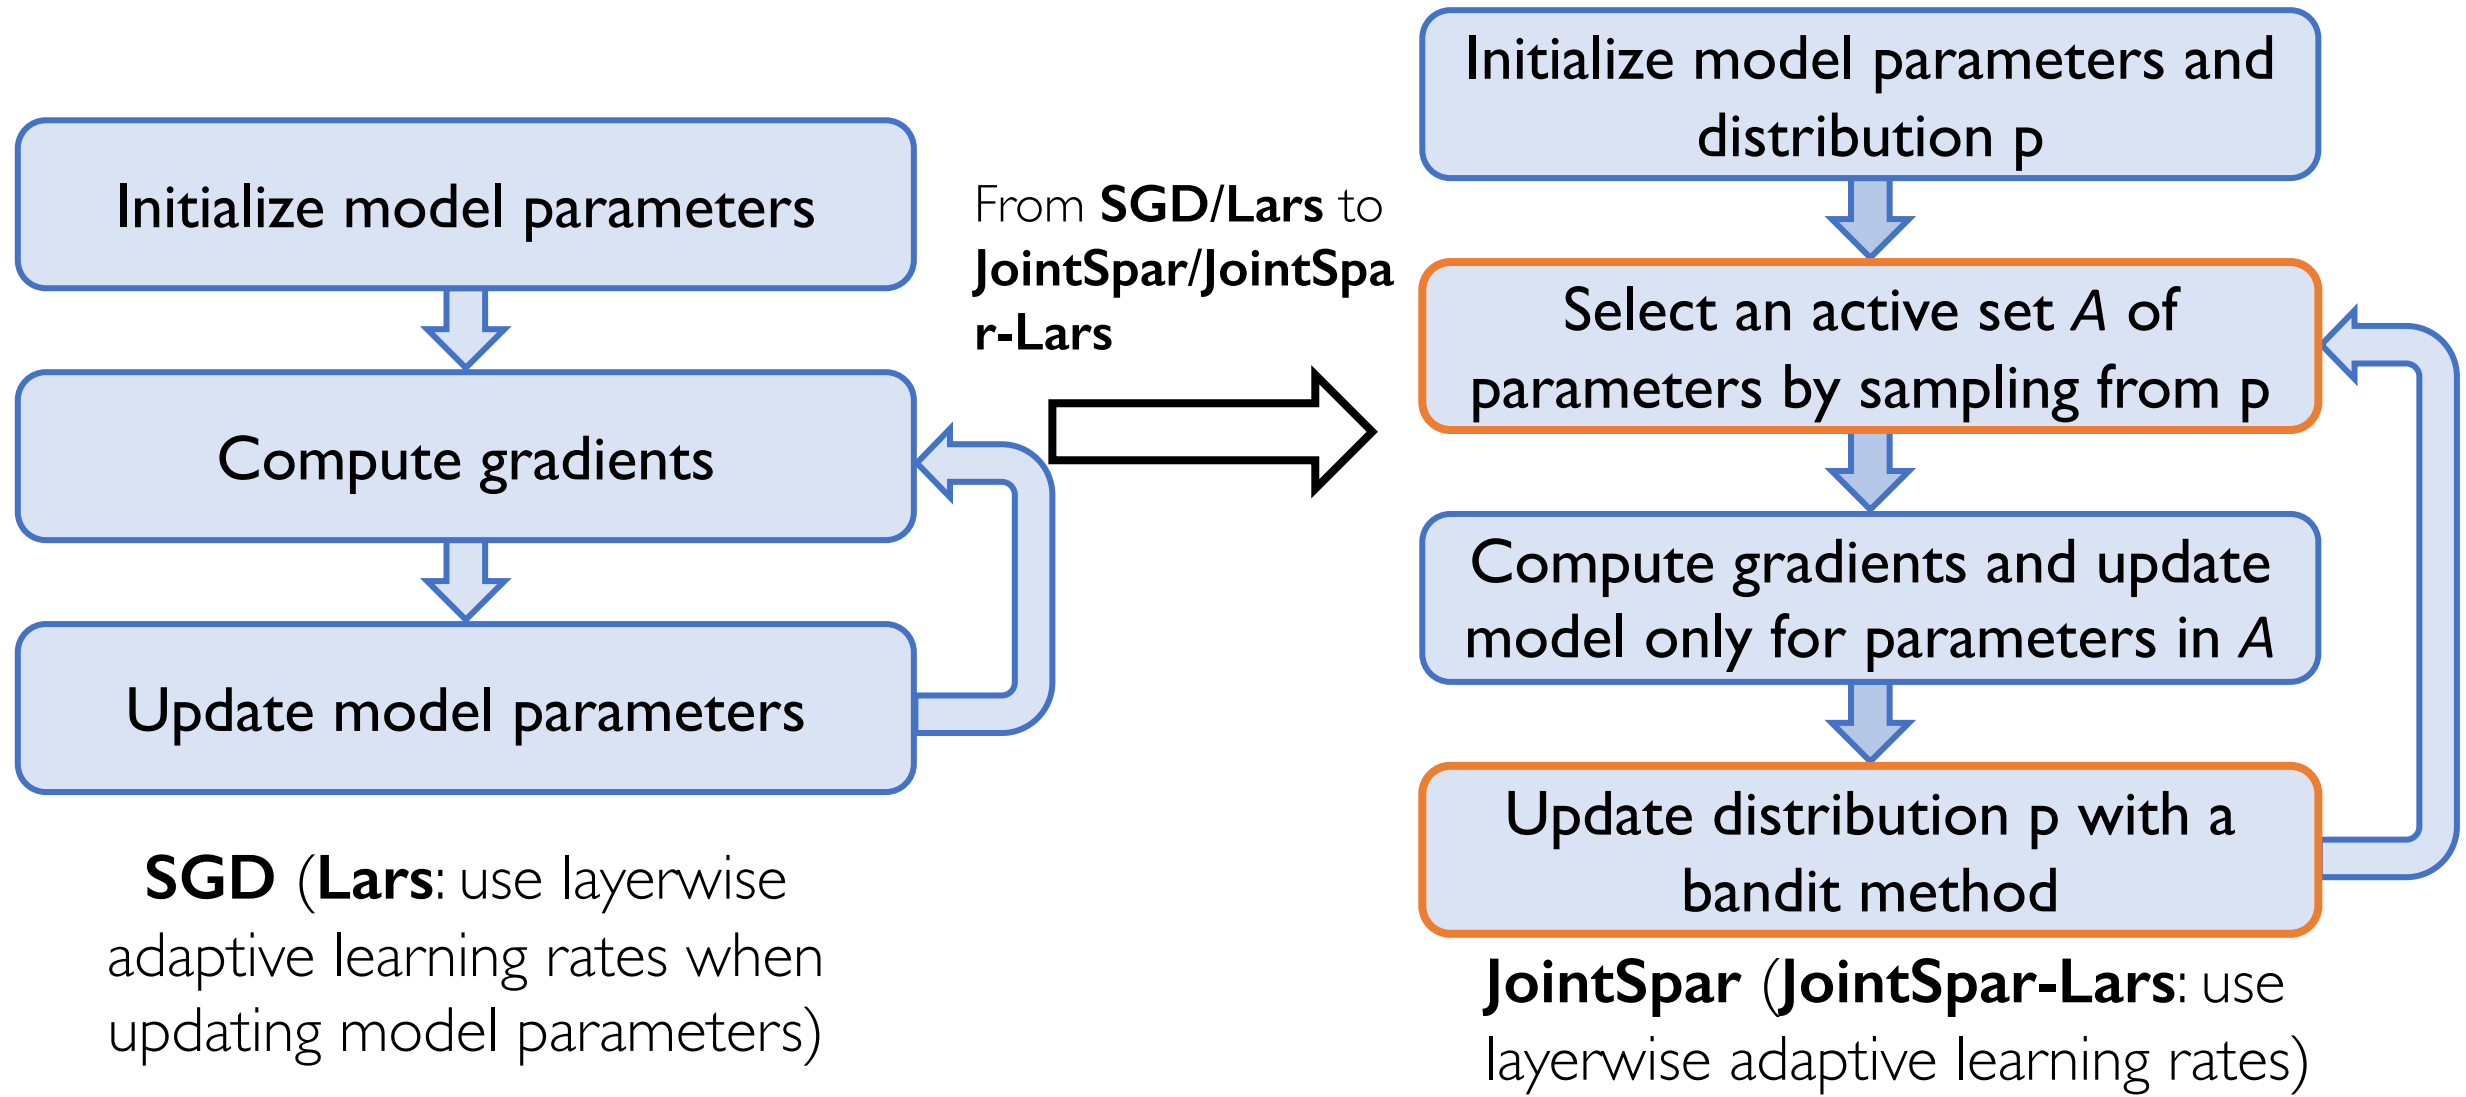 Initialize model parameters
Compute gradients
Update model parameters
SGD (Lars: use layerwise
adaptive learning rates when
updating model parameters)
From SGD/Lars to
JointSpar/JointSpa
r-Lars
Initialize model parameters and
distribution p
Select an active set A of
parameters by sampling from p
Compute gradients and update
model only for parameters in A
Update distribution p with a
bandit method
JointSpar (JointSpar-Lars: use
layerwise adaptive learning rates)